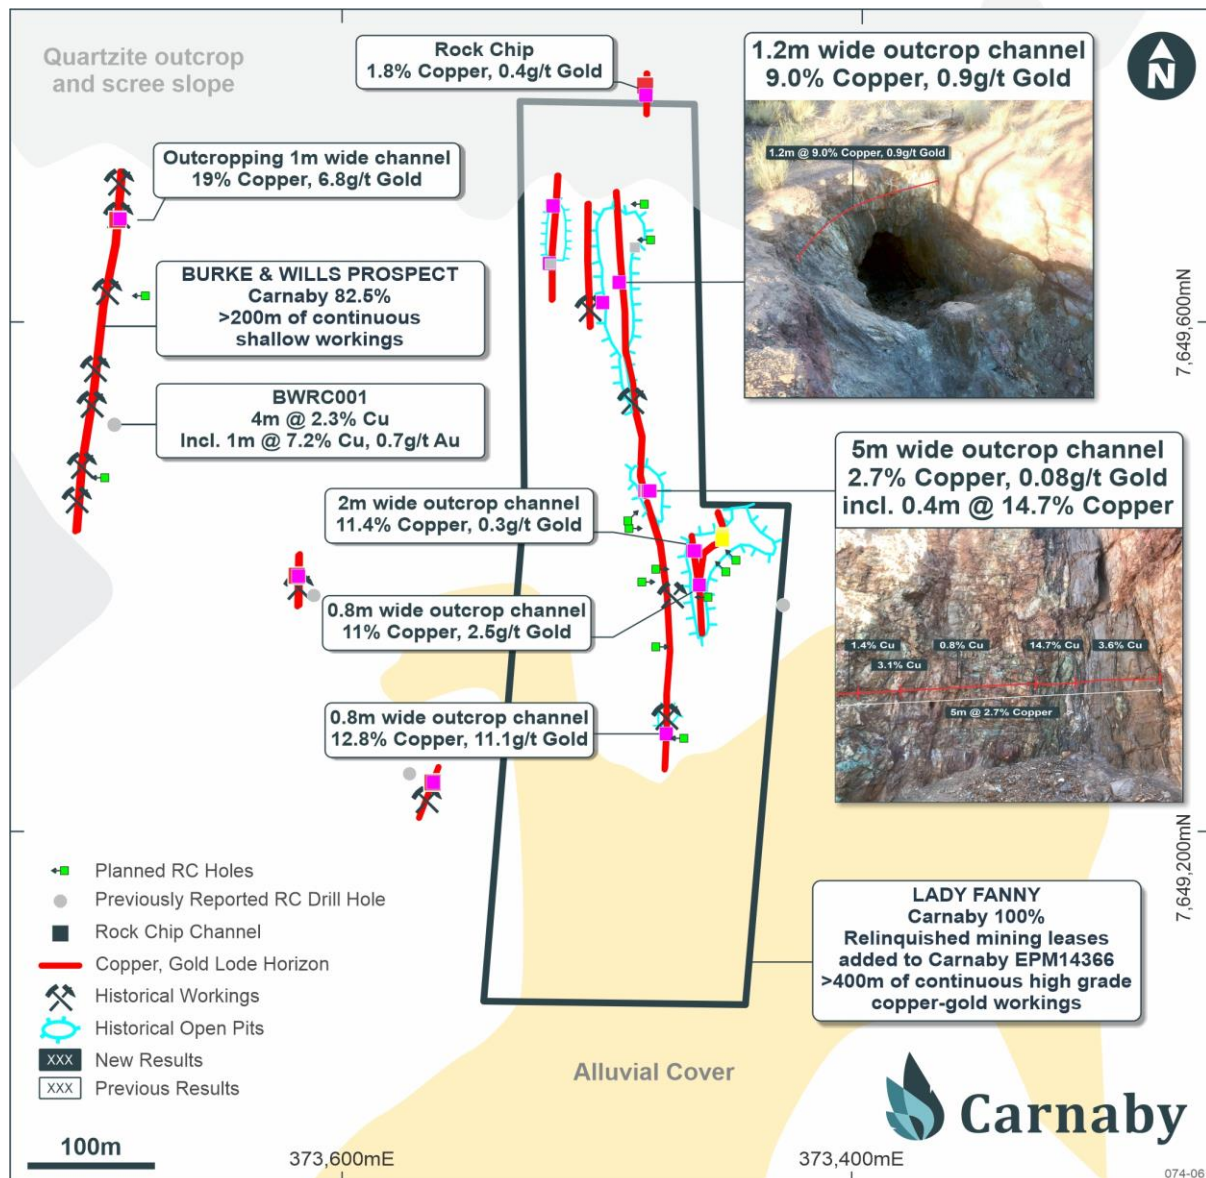 Quartzite outcrop
and scree slope
Rock Chip
1.8% Copper, 0.4g/t Gold
1.2m wide outcrop channel
9.0% Copper, 0.9g/t Gold
N
1.2m @ 9.0% Copper, 0.9g/t Gold
Outcropping 1m wide channel
19% Copper, 6.8g/t Gold
BURKE & WILLS PROSPECT
Carnaby 82.5%
>200m of continuous
shallow workings
7,649,600mN
BWRC001
4m @ 2.3% Cu
Incl. 1m @ 7.2% Cu, 0.7g/t Au
5m wide outcrop channel
2.7% Copper, 0.08g/t Gold
incl. 0.4m @ 14.7% Copper
2m wide outcrop channel
11.4% Copper, 0.3g/t Gold
0.8m wide outcrop channel
11% Copper, 2.5g/t Gold
1.4% Cu
0.8% Cu
14.7% Cu
3.6% Cu
3.1% Cu
5m @ 2.7% Copper
0.8m wide outcrop channel
12.8% Copper, 11.1g/t Gold
7,649,200mN
Planned RC Holes
Previously Reported RC Drill Hole
Rock Chip Channel
Copper, Gold Lode Horizon
Historical Workings
Historical Open Pits
XXX New Results
XXX Previous Results
LADY FANNY
Carnaby 100%
Relinquished mining leases
added to Carnaby EPM14366
>400m of continuous high grade
copper-gold workings
Alluvial Cover
Carnaby
100m
373,600mE
373,400mE
074-06